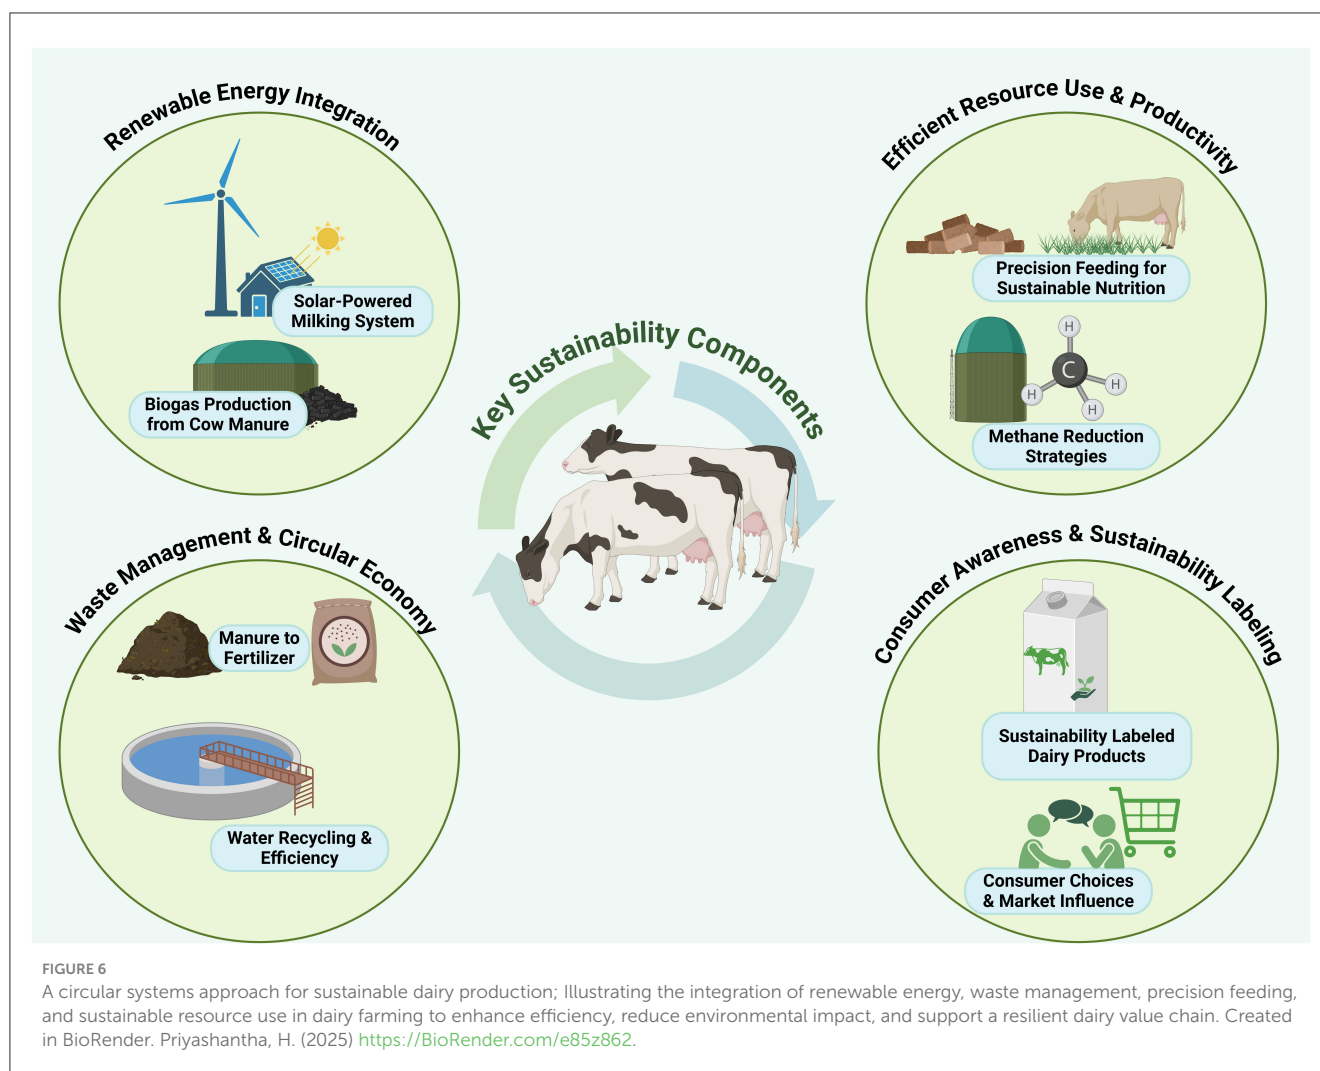 Renewable Energy Integration
Solar-Powered
Milking System
Biogas Production
from Cow Manure
Efficient Resource Use & Productivity
Precision Feeding for
Sustainable Nutrition
H
C
H
H
H
Methane Reduction
Strategies
Key Sustainability Components
Waste Management & Circular Economy
Manure to
Fertilizer
Water Recycling &
Efficiency
Consumer Awareness & Sustainability Labeling
Sustainability Labeled
Dairy Products
Consumer Choices
& Market Influence
FIGURE 6
A circular systems approach for sustainable dairy production; Illustrating the integration of renewable energy, waste management, precision feeding,
and sustainable resource use in dairy farming to enhance efficiency, reduce environmental impact, and support a resilient dairy value chain. Created
in BioRender. Priyashantha, H. (2025) https://BioRender.com/e85z862.